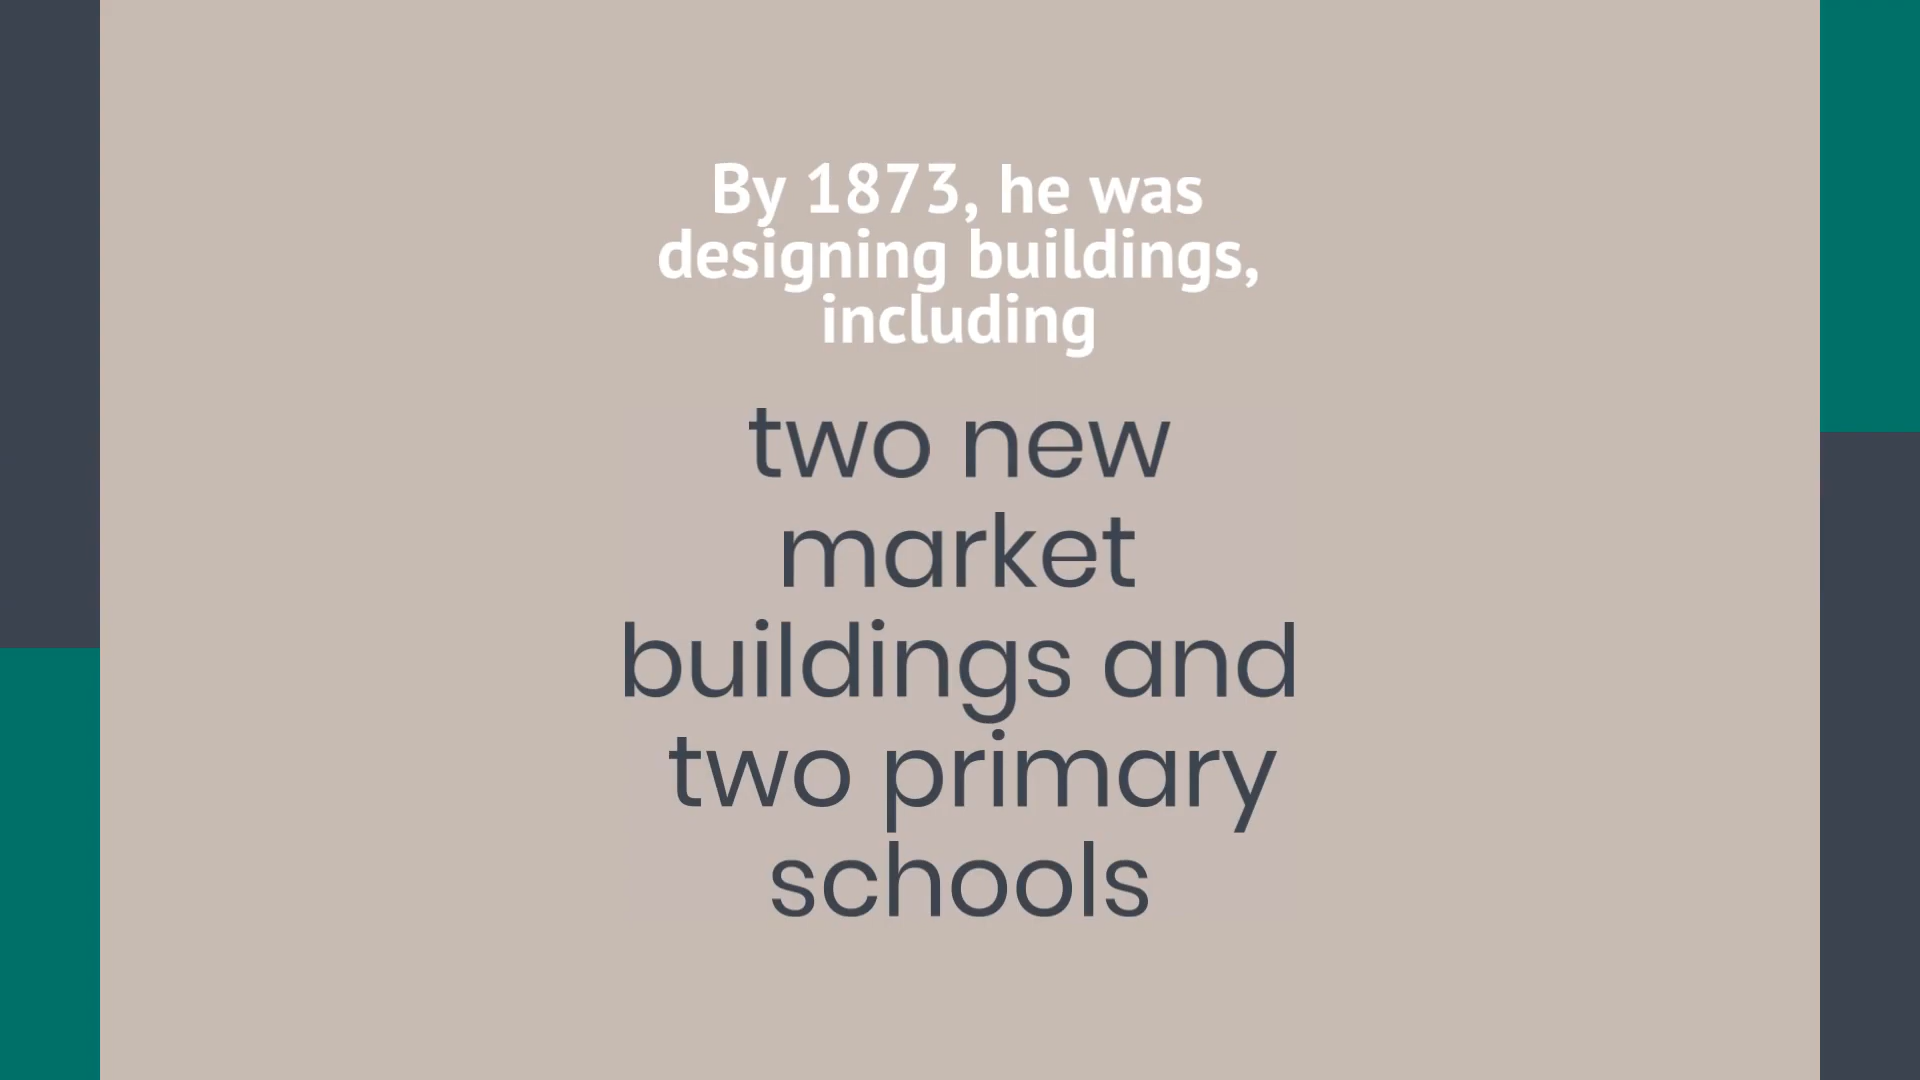 By 1873, he was
designing buildings,
including
two new
market
buildings and
two primary
schools